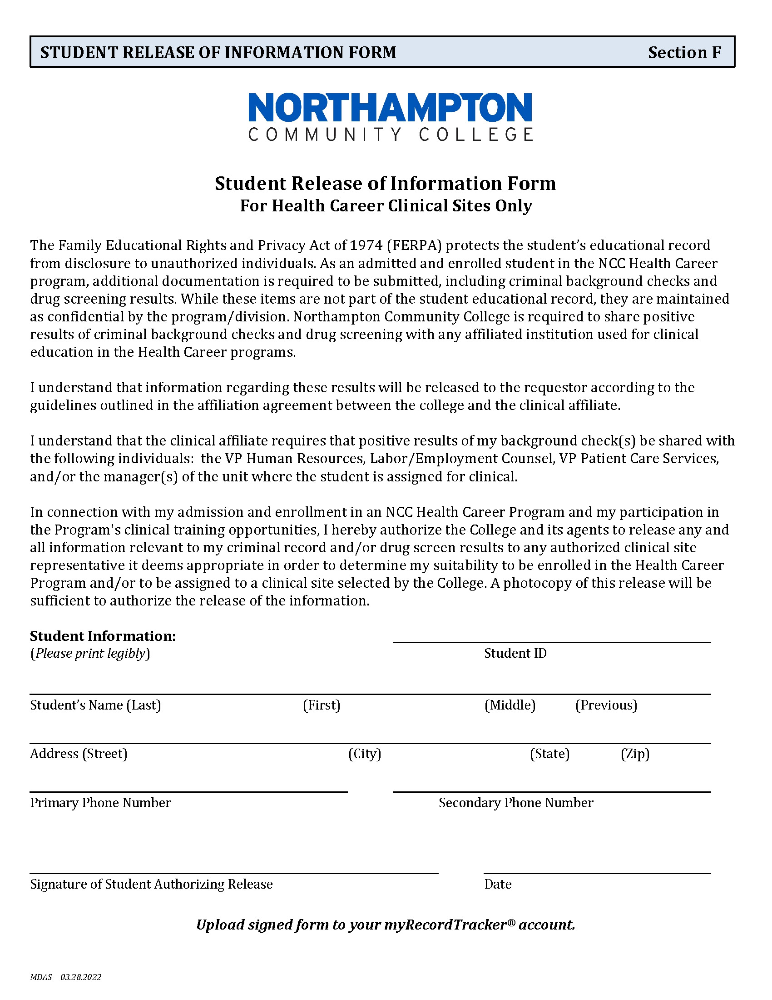 STUDENT RELEASE OF INFORMATION FORM Section F
NORTHAMPTON
COMMUNITY COLLEGE
Student Release of Information Form
For Health Career Clinical Sites Only
The Family Educational Rights and Privacy Act of 1974 (FERPA) protects the student’s educational record
from disclosure to unauthorized individuals. As an admitted and enrolled student in the NCC Health Career
program, additional documentation is required to be submitted, including criminal background checks and
drug screening results. While these items are not part of the student educational record, they are maintained
as confidential by the program/division. Northampton Community College is required to share positive
results of criminal background checks and drug screening with any affiliated institution used for clinical
education in the Health Career programs.
I understand that information regarding these results will be released to the requestor according to the
guidelines outlined in the affiliation agreement between the college and the clinical affiliate.
I understand that the clinical affiliate requires that positive results of my background check(s) be shared with
the following individuals:  the VP Human Resources, Labor/Employment Counsel, VP Patient Care Services,
and/or the manager(s) of the unit where the student is assigned for clinical.
In connection with my admission and enrollment in an NCC Health Career Program and my participation in
the Program's clinical training opportunities, I hereby authorize the College and its agents to release any and
all information relevant to my criminal record and/or drug screen results to any authorized clinical site
representative it deems appropriate in order to determine my suitability to be enrolled in the Health Career
Program and/or to be assigned to a clinical site selected by the College. A photocopy of this release will be
sufficient to authorize the release of the information.
Student Information:
(Please print legibly) Student ID
Student’s Name (Last) (First) (Middle) (Previous)
Address (Street) (City) (State) (Zip)
Primary Phone Number Secondary Phone Number
Signature of Student Authorizing Release Date
Upload signed form to your myRecordTracker® account.
MDAS – 03.28.2022